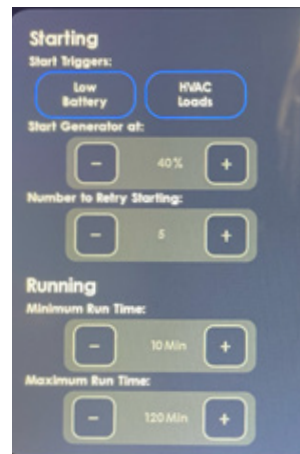 Starting
Start Triggers:
Low Battery
HVAC Loads
Start Generator at:
- 40% +
Number to Retry Starting:
- 5 +
Running
Minimum Run Time:
- 10 Min +
Maximum Run Time:
- 120 Min +